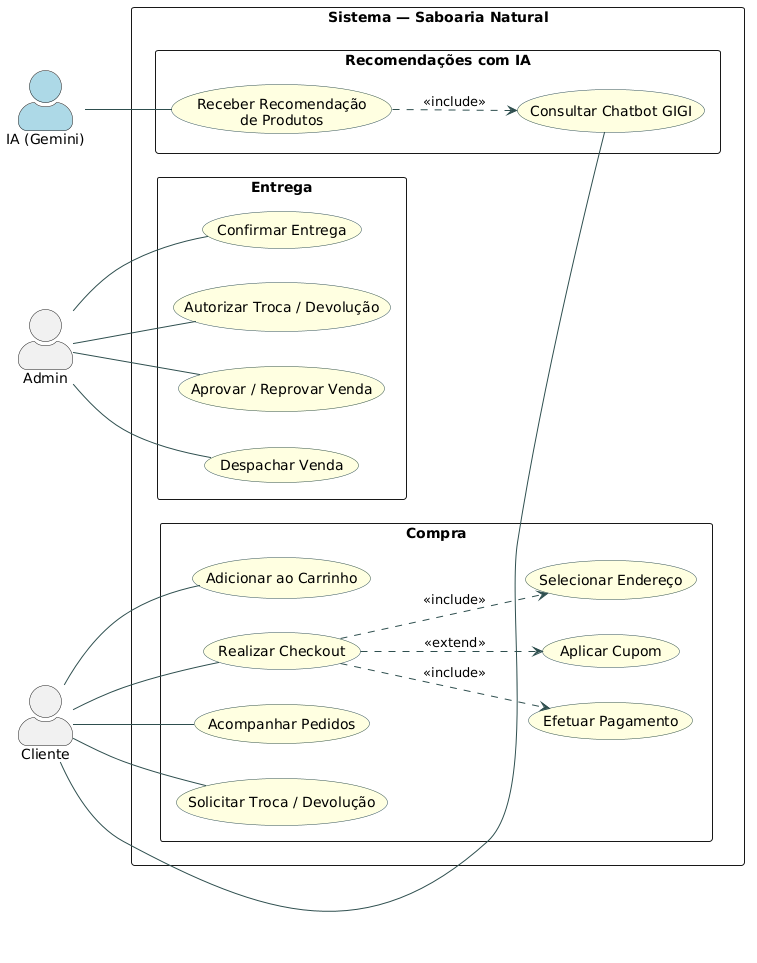 Sistema — Saboaria Natural
Recomendações com IA
Receber Recomendação
de Produtos
«include»
Consultar Chatbot GIGI
IA (Gemini)
Entrega
Confirmar Entrega
Autorizar Troca / Devolução
Aprovar / Reprovar Venda
Despachar Venda
Admin
Compra
Adicionar ao Carrinho
Realizar Checkout
Acompanhar Pedidos
Solicitar Troca / Devolução
«include»
«extend»
«include»
Selecionar Endereço
Aplicar Cupom
Efetuar Pagamento
Cliente